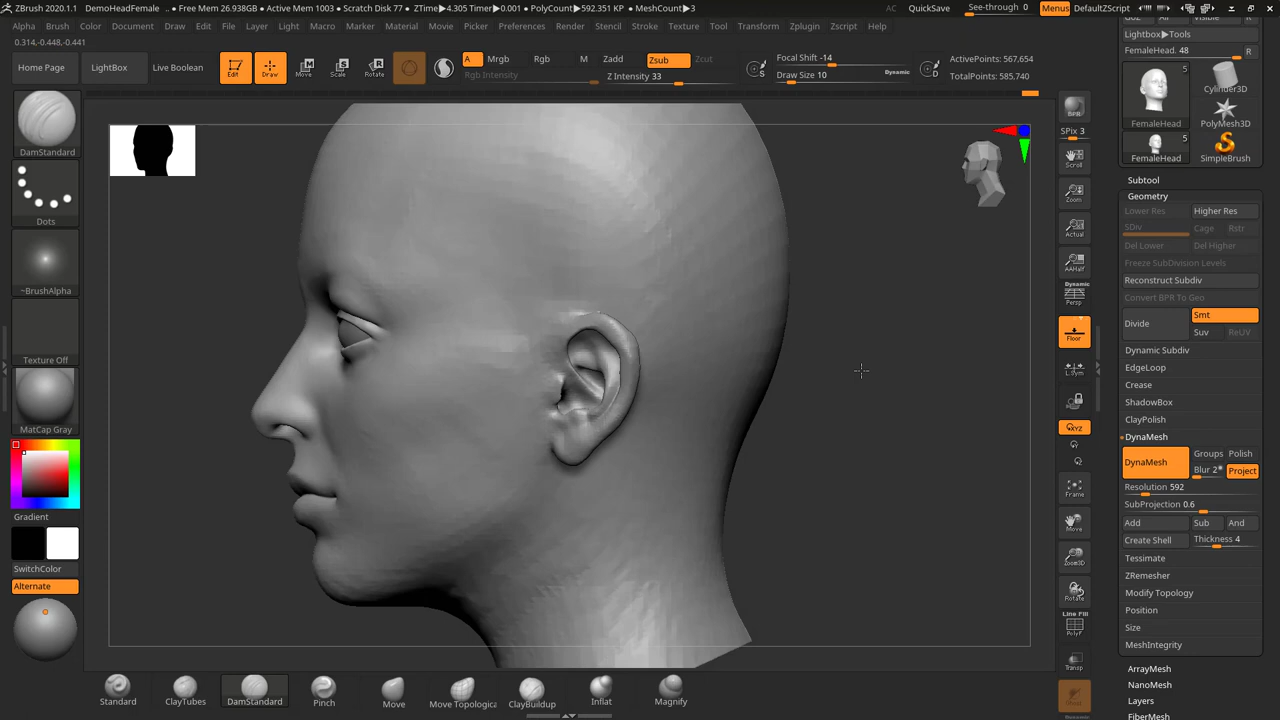 ZBrush 2020.1.1 DemoHeadFemale .. ● Free Mem 26.938GB ● Active Mem 1003 ● Scratch Disk 77 ● ZTime▶4.305 Timer▶0.001 ● PolyCount▶592.351 KP ● MeshCount▶3 AC QuickSave See-through 0 Menus DefaultZScript
Alpha Brush Color Document Draw Edit File Layer Light Macro Marker Material Movie Picker Preferences Render Stencil Stroke Texture Tool Transform Zplugin Zscript Help
0.314,-0.448,-0.441
Home Page LightBox Live Boolean
Edit Draw Move Scale Rotate
A Mrgb Rgb M Zadd Zsub Zcut
Rgb Intensity Z Intensity 33
S Focal Shift -14
Draw Size 10 Dynamic D
ActivePoints: 567,654
TotalPoints: 585,740
DamStandard
Dots
~BrushAlpha
Texture Off
MatCap Gray
Gradient
SwitchColor
Alternate
BPR
SPix 3
Scroll
Zoom
Actual
AAHalf
Dynamic
Persp
Floor
L.Sym
XYZ
Frame
Move
Zoom3D
Rotate
Line Fill
PolyF
Transp
Lightbox▶Tools
FemaleHead. 48 R
5
FemaleHead
Cylinder3D
PolyMesh3D
5
FemaleHead
SimpleBrush
Subtool
Geometry
Lower Res Higher Res
SDiv Cage Rstr
Del Lower Del Higher
Freeze SubDivision Levels
Reconstruct Subdiv
Convert BPR To Geo
Divide Smt
Suv ReUV
Dynamic Subdiv
EdgeLoop
Crease
ShadowBox
ClayPolish
DynaMesh
DynaMesh Groups Polish
Blur 2 Project
Resolution 592
SubProjection 0.6
Add Sub And
Create Shell Thickness 4
Tessimate
ZRemesher
Modify Topology
Position
Size
MeshIntegrity
ArrayMesh
NanoMesh
Layers
FiberMesh
Standard ClayTubes DamStandard Pinch Move Move Topologica ClayBuildup Inflat Magnify